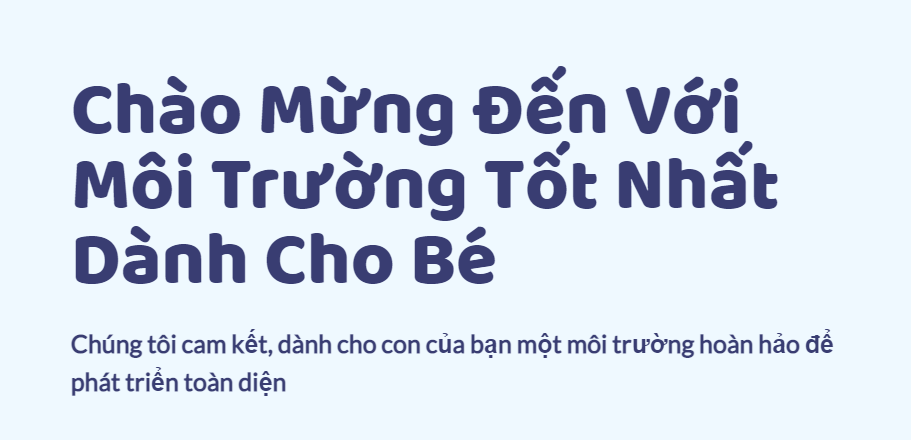 Chào Mừng Đến Với
Môi Trường Tốt Nhất
Dành Cho Bé
Chúng tôi cam kết, dành cho con của bạn một môi trường hoàn hảo để
phát triển toàn diện